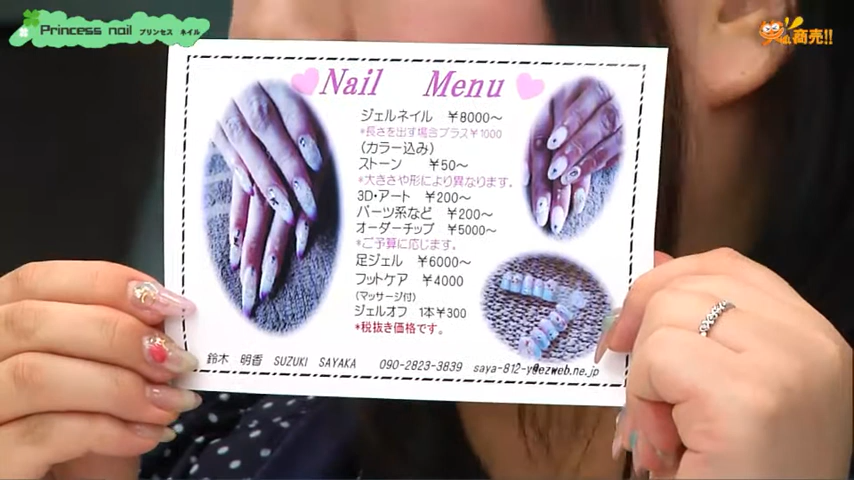 Princess nail プリンセス ネイル
商売!!
Nail Menu
ジェルネイル ¥8000～
*長さを出す場合プラス¥1000
(カラー込み)
ストーン ¥50～
*大きさや形により異なります。
3D・アート ¥200～
パーツ系など ¥200～
オーダーチップ ¥5000～
*ご予算に応じます。
足ジェル ¥6000～
フットケア ¥4000
(マッサージ付)
ジェルオフ 1本¥300
*税抜き価格です。
鈴木 明香 SUZUKI SAYAKA 090-2823-3839 saya-812-y@ezweb.ne.jp